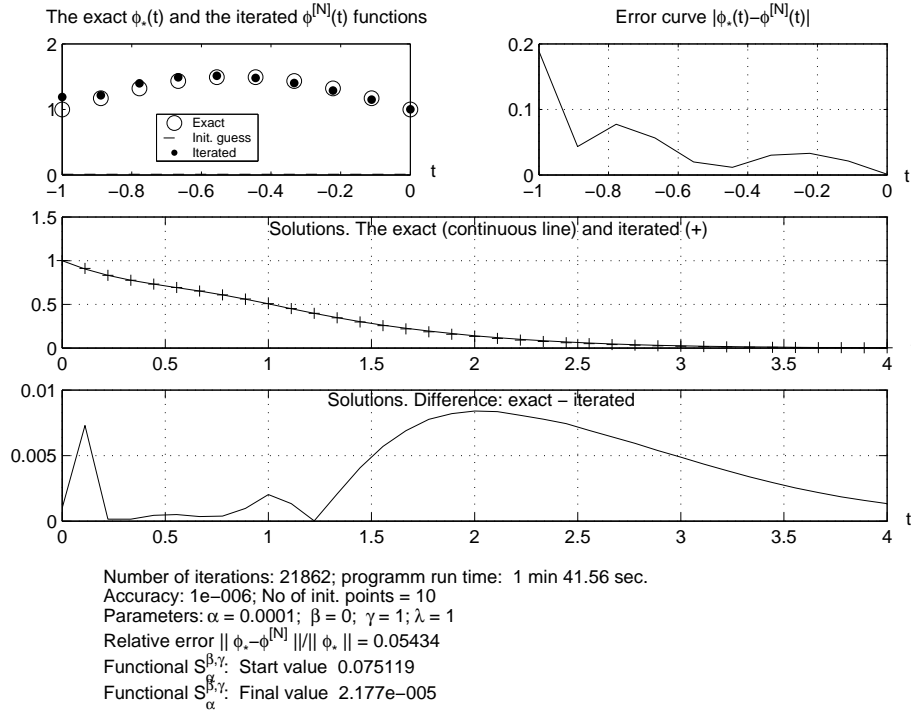 The exact ϕ*(t) and the iterated ϕ^[N](t) functions
Error curve |ϕ*(t)−ϕ^[N](t)|
2
1
0
−1 −0.8 −0.6 −0.4 −0.2 0
t
Exact
Init. guess
Iterated
0.2
0.1
0
−1 −0.8 −0.6 −0.4 −0.2 0
t
Solutions. The exact (continuous line) and iterated (+)
1.5
1
0.5
0
0 0.5 1 1.5 2 2.5 3 3.5 4
Solutions. Difference: exact − iterated
0.01
0.005
0
0 0.5 1 1.5 2 2.5 3 3.5 4
t
Number of iterations: 21862; programm run time: 1 min 41.56 sec.
Accuracy: 1e−006; No of init. points = 10
Parameters: α = 0.0001; β = 0; γ = 1; λ = 1
Relative error || ϕ*−ϕ^[N] ||/|| ϕ* || = 0.05434
Functional S_α^β,γ: Start value 0.075119
Functional S_α^β,γ: Final value 2.177e−005